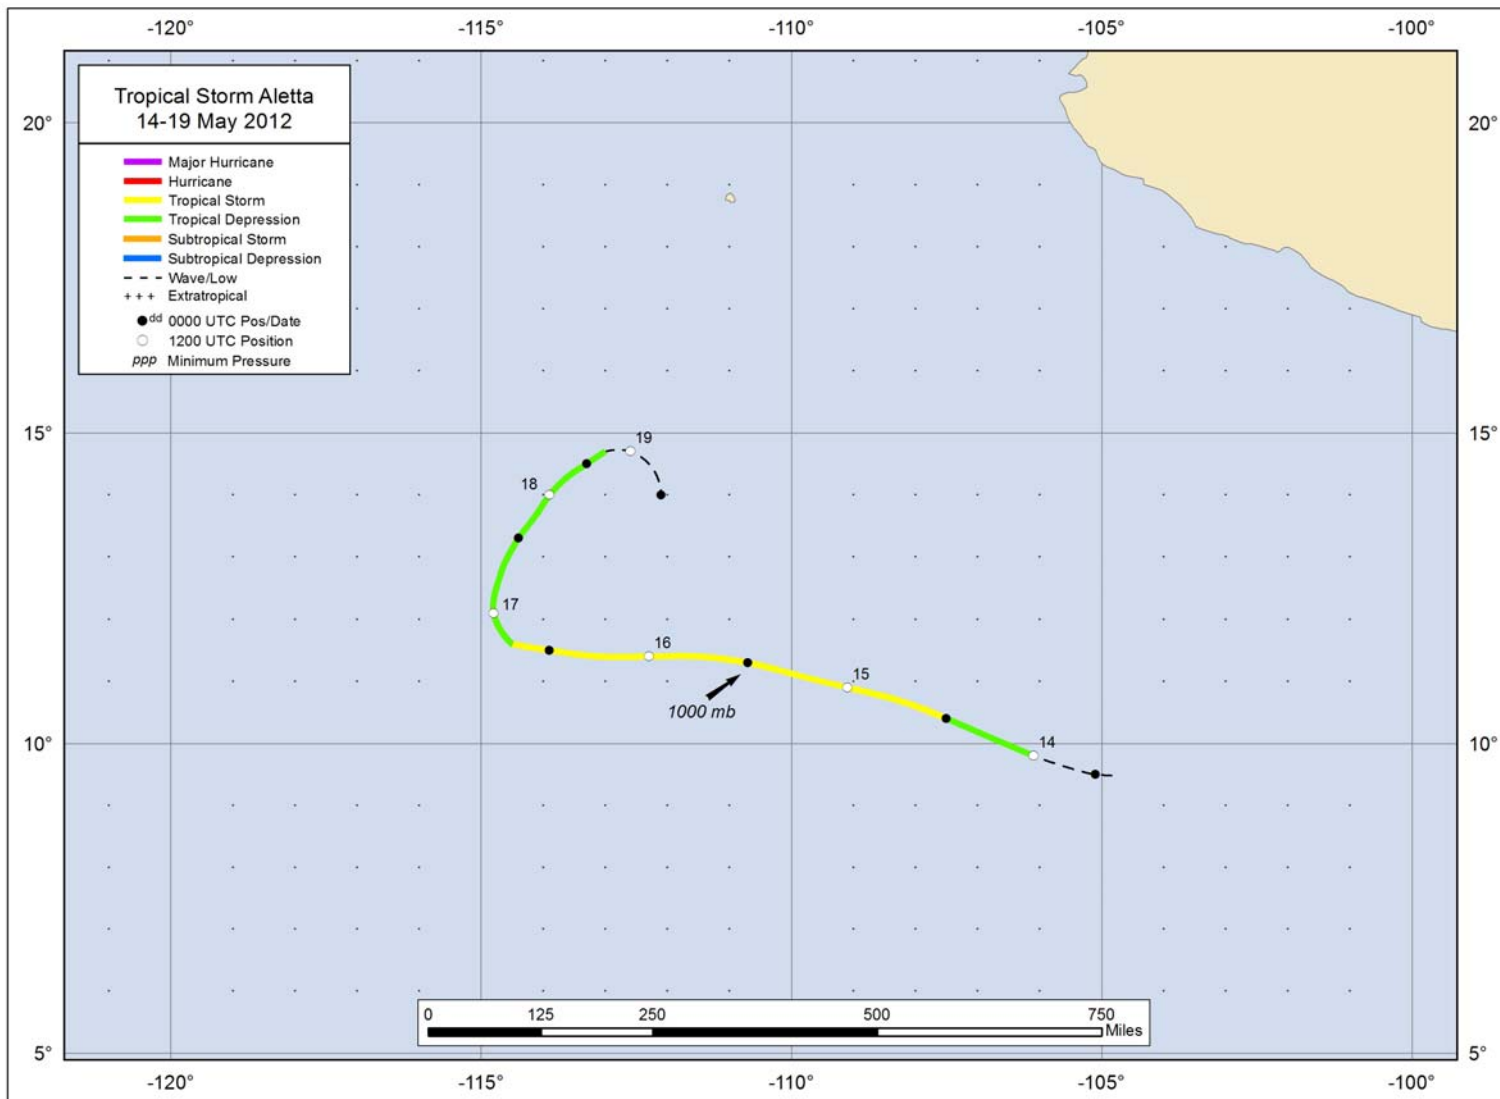 -120° -115° -110° -105° -100°
Tropical Storm Aletta
14-19 May 2012
20° 20°
Major Hurricane
Hurricane
Tropical Storm
Tropical Depression
Subtropical Storm
Subtropical Depression
Wave/Low
+++ Extratropical
dd 0000 UTC Pos/Date
1200 UTC Position
ppp Minimum Pressure
15° 15°
19
18
17
16
15
1000 mb
14
10° 10°
0 125 250 500 750
Miles
5° 5°
-120° -115° -110° -105° -100°